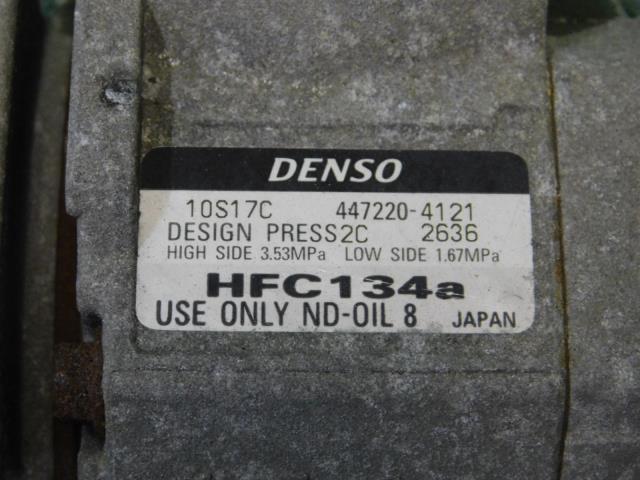 DENSO
10S17C 447220-4121
DESIGN PRESS2C 2636
HIGH SIDE 3.53MPa LOW SIDE 1.67MPa
HFC134a
USE ONLY ND-OIL 8 JAPAN